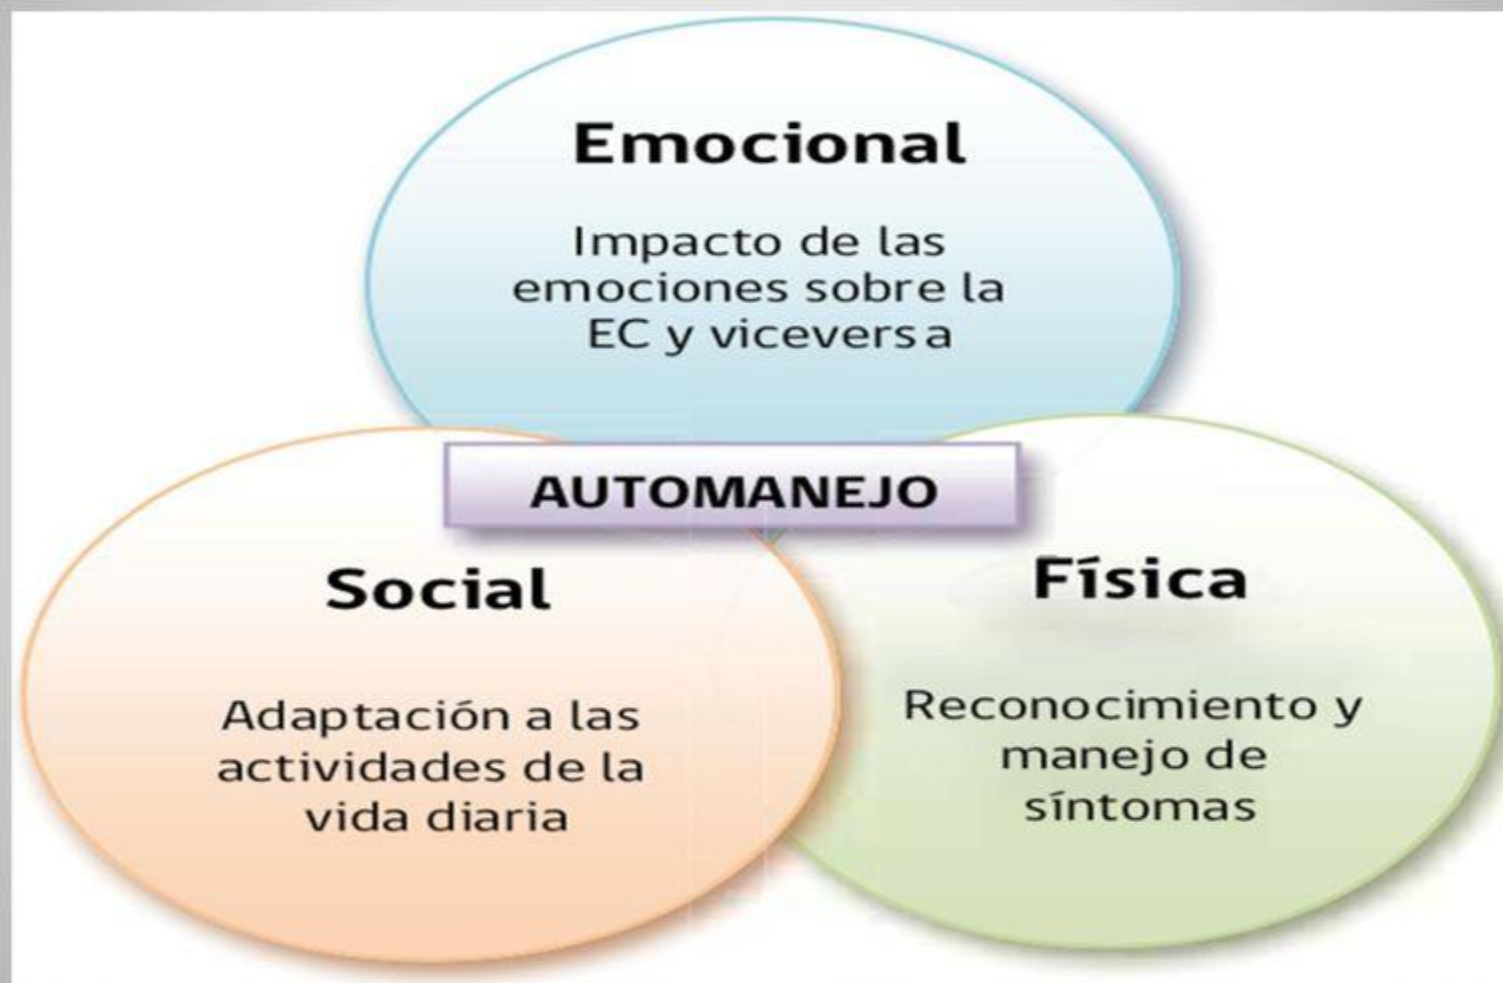 Emocional
Impacto de las
emociones sobre la
EC y viceversa
AUTOMANEJO
Social
Adaptación a las
actividades de la
vida diaria
Física
Reconocimiento y
manejo de
síntomas